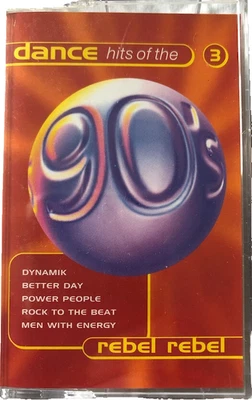 dance hits of the 3
90's
DYNAMIK
BETTER DAY
POWER PEOPLE
ROCK TO THE BEAT
MEN WITH ENERGY
rebel rebel